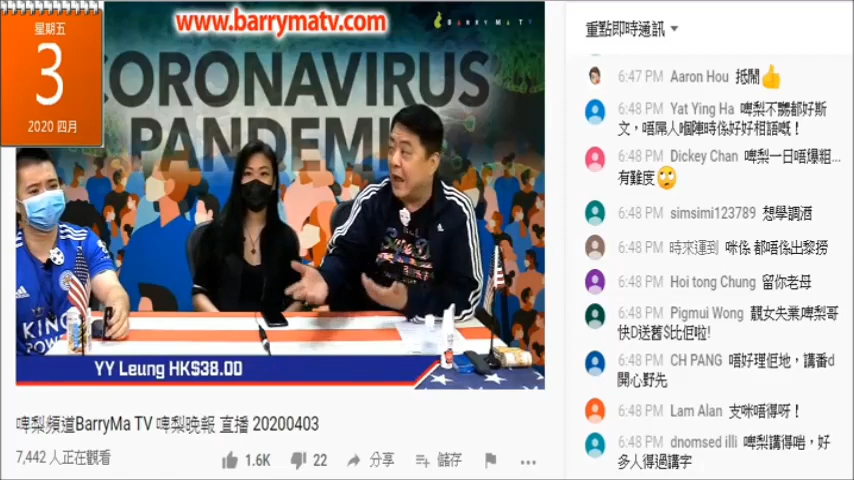 星期五
3
2020 四月
www.barrymatv.com
BARRY MA TV
CORONAVIRUS
PANDEMI
KING
POW
YY Leung HK$38.00
啤梨頻道BarryMa TV 啤梨晚報 直播 20200403
7,442 人正在觀看
1.6K
22
分享
儲存
重點即時通訊
6:47 PM Aaron Hou 抵鬧👍
6:48 PM Yat Ying Ha 啤梨不嬲都好斯
文，唔屌人嗰陣時係好好相語嘅！
6:48 PM Dickey Chan 啤梨一日唔爆粗...
有難度🙄
6:48 PM simsimi123789 想學調酒
6:48 PM 時來運到 咪係 都唔係出黎撈
6:48 PM Hoi tong Chung 留你老母
6:48 PM Pigmui Wong 靚女失業啤梨哥
快D送舊$比佢啦!
6:48 PM CH PANG 唔好理佢地，講番d
開心野先
6:48 PM Lam Alan 支咪唔得呀！
6:48 PM dnomsed illi 啤梨講得啱，好
多人得過講字